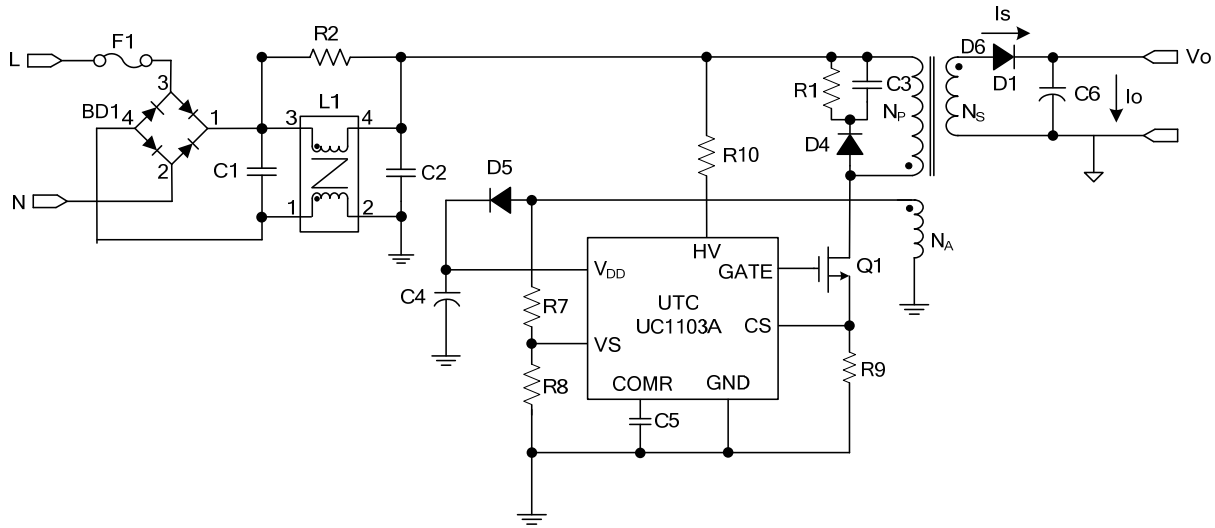 Is
R2
F1
D6
L
Vo
3
D1
C6
Io
R1
C3
BD1
4
L1
NP
NS
1
3
4
D4
R10
2
C1
C2
D5
N
1
2
HV
NA
VDD
GATE
Q1
C4
R7
UTC
UC1103A
CS
VS
R8
COMR
GND
R9
C5